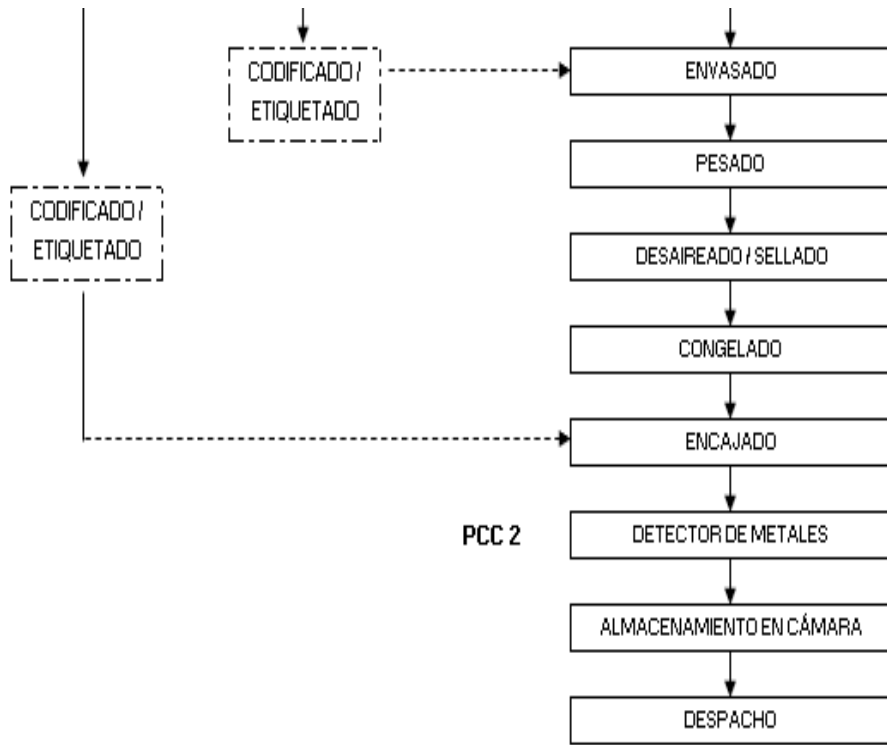 CODIFICADO /
ETIQUETADO
ENVASADO
PESADO
CODIFICADO /
ETIQUETADO
DESAIREADO / SELLADO
CONGELADO
ENCAJADO
PCC 2
DETECTOR DE METALES
ALMACENAMIENTO EN CÁMARA
DESPACHO